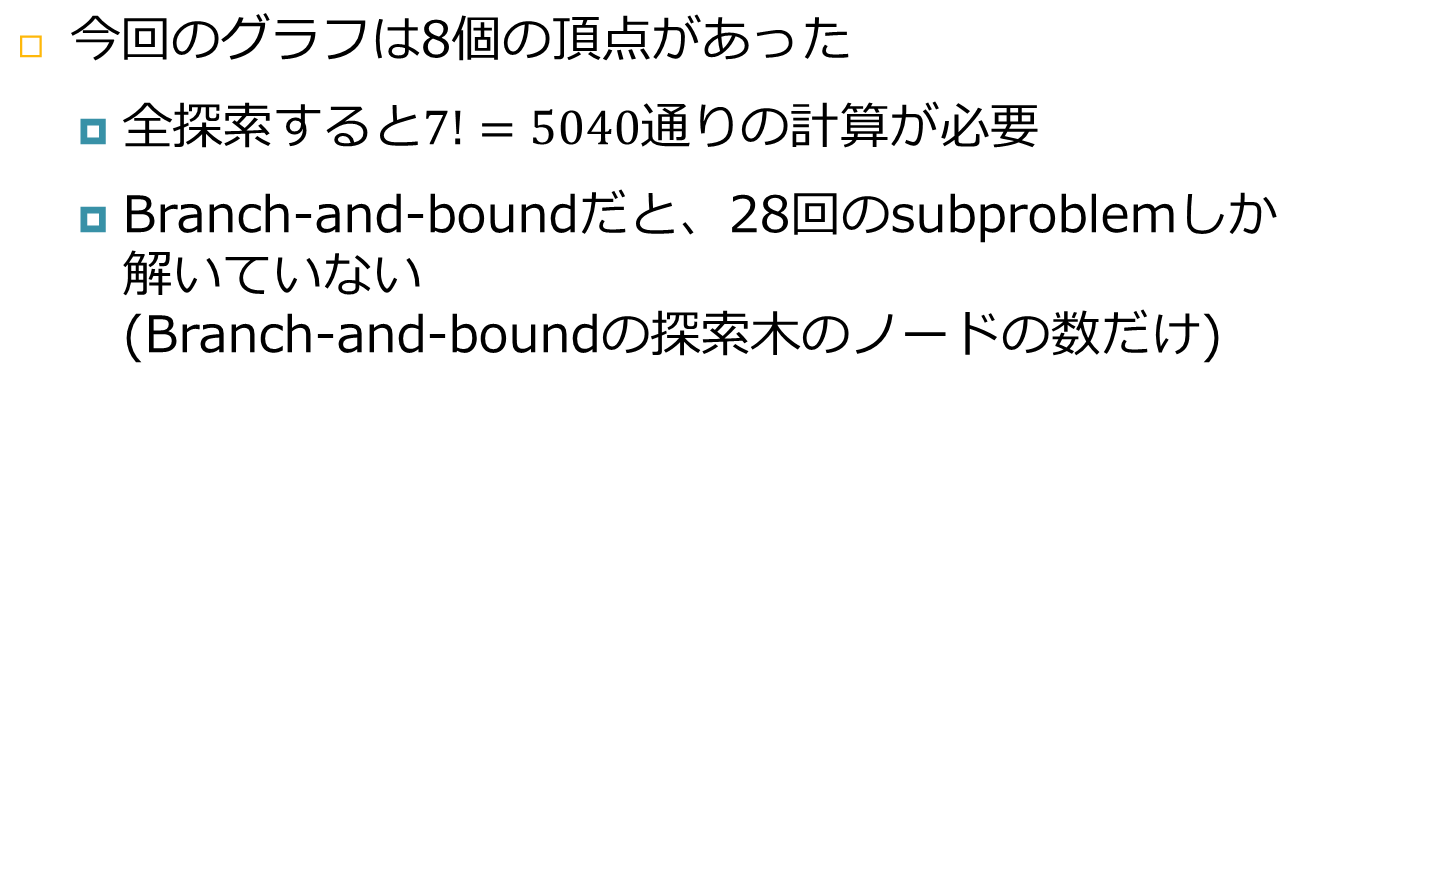 今回のグラフは8個の頂点があった
全探索すると7! = 5040通りの計算が必要
Branch-and-boundだと、28回のsubproblemしか
解いていない
(Branch-and-boundの探索木のノードの数だけ)